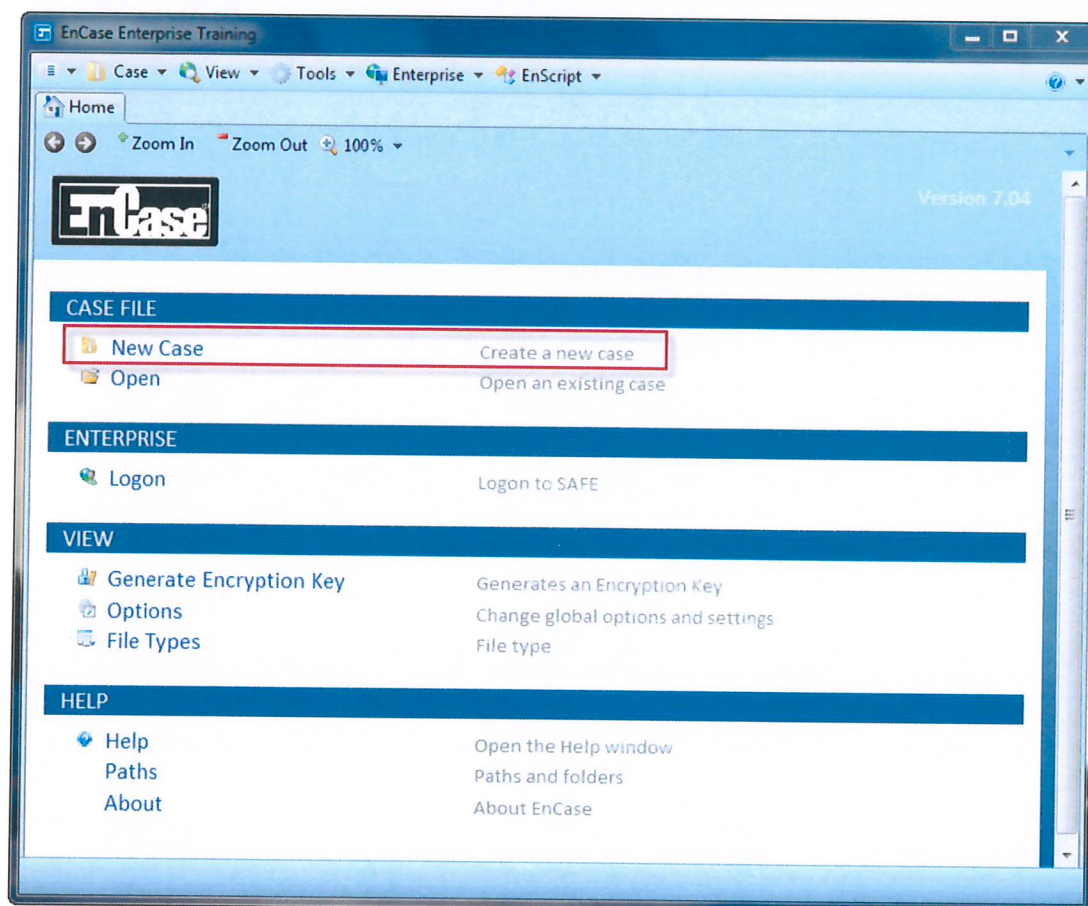 EnCase Enterprise Training
Case View Tools Enterprise EnScript
Home
Zoom In Zoom Out 100%
EnCase®
Version 7.04
CASE FILE
New Case Create a new case
Open Open an existing case
ENTERPRISE
Logon Logon to SAFE
VIEW
Generate Encryption Key Generates an Encryption Key
Options Change global options and settings
File Types File type
HELP
Help Open the Help window
Paths Paths and folders
About About EnCase